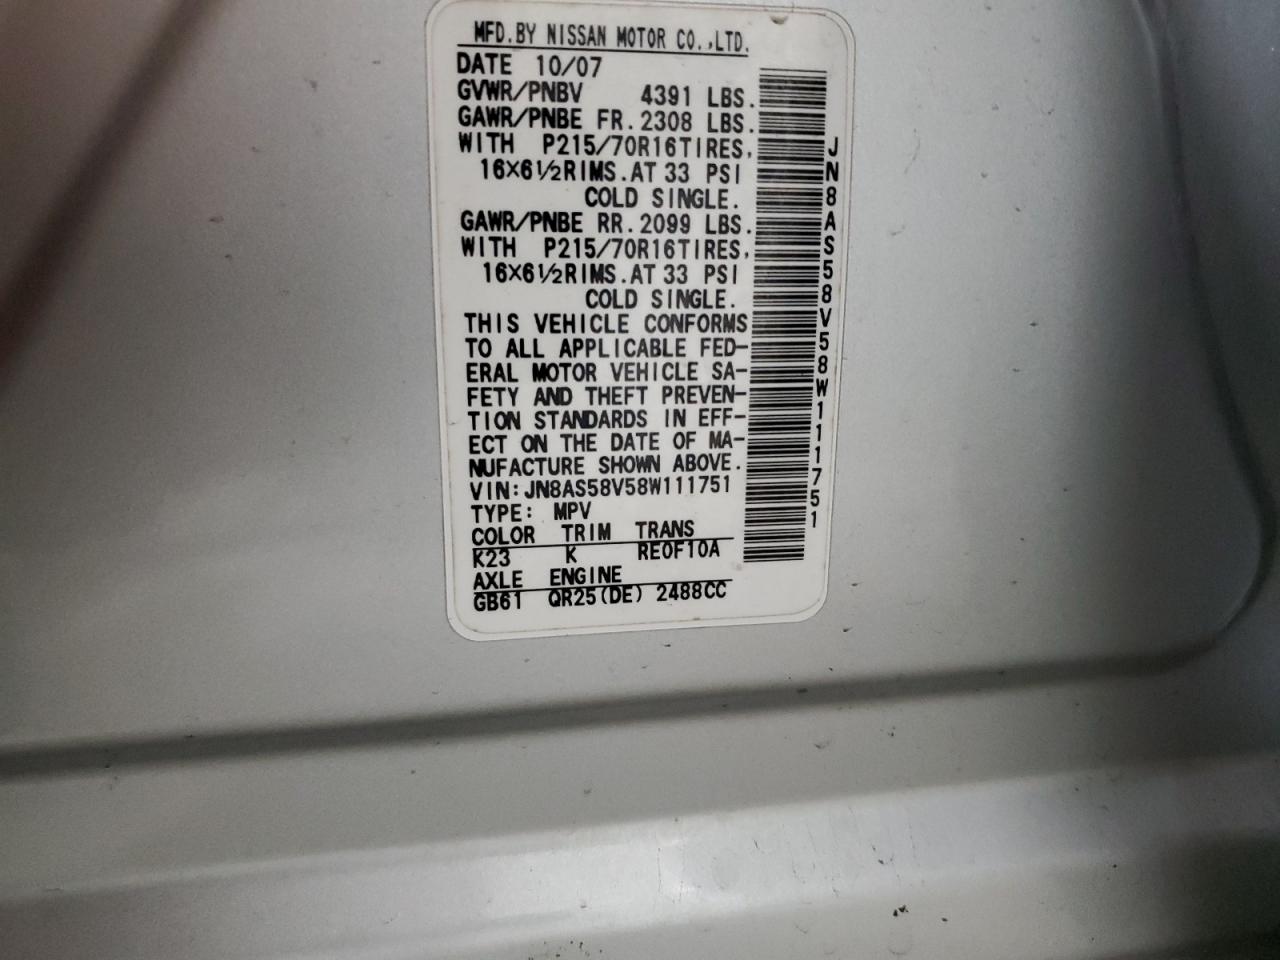 MFD.BY NISSAN MOTOR CO.,LTD.
DATE 10/07
GVWR/PNBV 4391 LBS.
GAWR/PNBE FR. 2308 LBS.
WITH P215/70R16TIRES,
16X6½RIMS.AT 33 PSI
COLD SINGLE.
GAWR/PNBE RR. 2099 LBS.
WITH P215/70R16TIRES,
16X6½RIMS.AT 33 PSI
COLD SINGLE.
THIS VEHICLE CONFORMS
TO ALL APPLICABLE FED-
ERAL MOTOR VEHICLE SA-
FETY AND THEFT PREVEN-
TION STANDARDS IN EFF-
ECT ON THE DATE OF MA-
NUFACTURE SHOWN ABOVE.
VIN:JN8AS58V58W111751
TYPE: MPV
COLOR TRIM TRANS
K23 K RE0F10A
AXLE ENGINE
GB61 QR25(DE) 2488CC
JN8AS58V58W111751